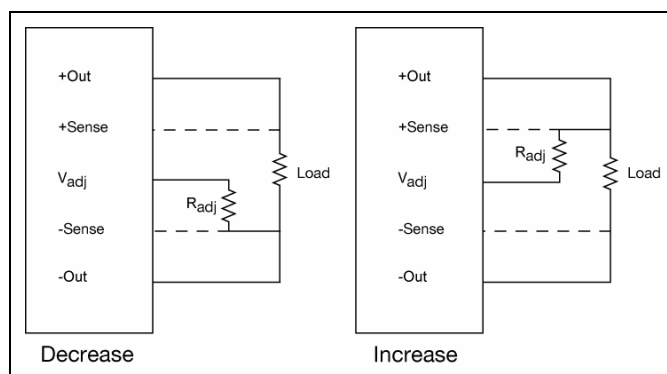 +Out
+Sense
Vadj
Radj
Load
-Sense
-Out
Decrease
+Out
+Sense
Radj
Load
Vadj
-Sense
-Out
Increase